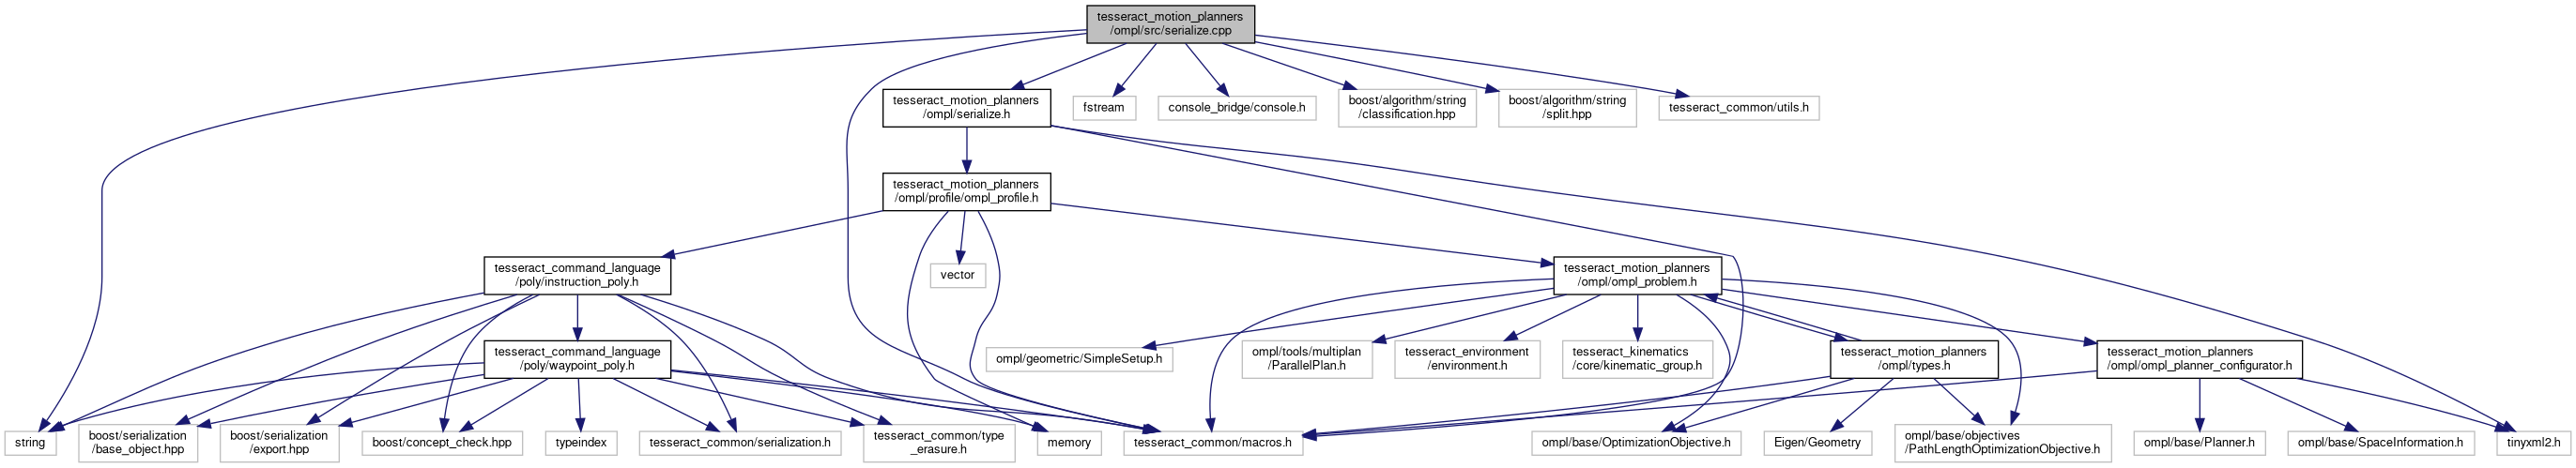 tesseract_motion_planners
/ompl/src/serialize.cpp
tesseract_motion_planners
/ompl/serialize.h
fstream
console_bridge/console.h
boost/algorithm/string
/classification.hpp
boost/algorithm/string
/split.hpp
tesseract_common/utils.h
tesseract_motion_planners
/ompl/profile/ompl_profile.h
tesseract_command_language
/poly/instruction_poly.h
vector
tesseract_motion_planners
/ompl/ompl_problem.h
tesseract_command_language
/poly/waypoint_poly.h
ompl/geometric/SimpleSetup.h
ompl/tools/multiplan
/ParallelPlan.h
tesseract_environment
/environment.h
tesseract_kinematics
/core/kinematic_group.h
tesseract_motion_planners
/ompl/types.h
tesseract_motion_planners
/ompl/ompl_planner_configurator.h
string
boost/serialization
/base_object.hpp
boost/serialization
/export.hpp
boost/concept_check.hpp
typeindex
tesseract_common/serialization.h
tesseract_common/type
_erasure.h
memory
tesseract_common/macros.h
ompl/base/OptimizationObjective.h
Eigen/Geometry
ompl/base/objectives
/PathLengthOptimizationObjective.h
ompl/base/Planner.h
ompl/base/SpaceInformation.h
tinyxml2.h